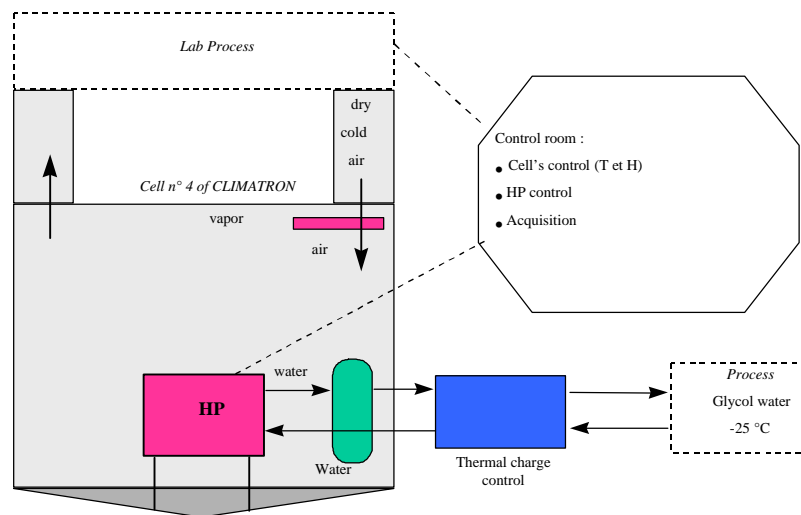 Lab Process
dry
cold
air
Cell n° 4 of CLIMATRON
vapor
air
Control room :
• Cell's control (T et H)
• HP control
• Acquisition
water
HP
Water
Thermal charge
control
Process
Glycol water
-25 °C